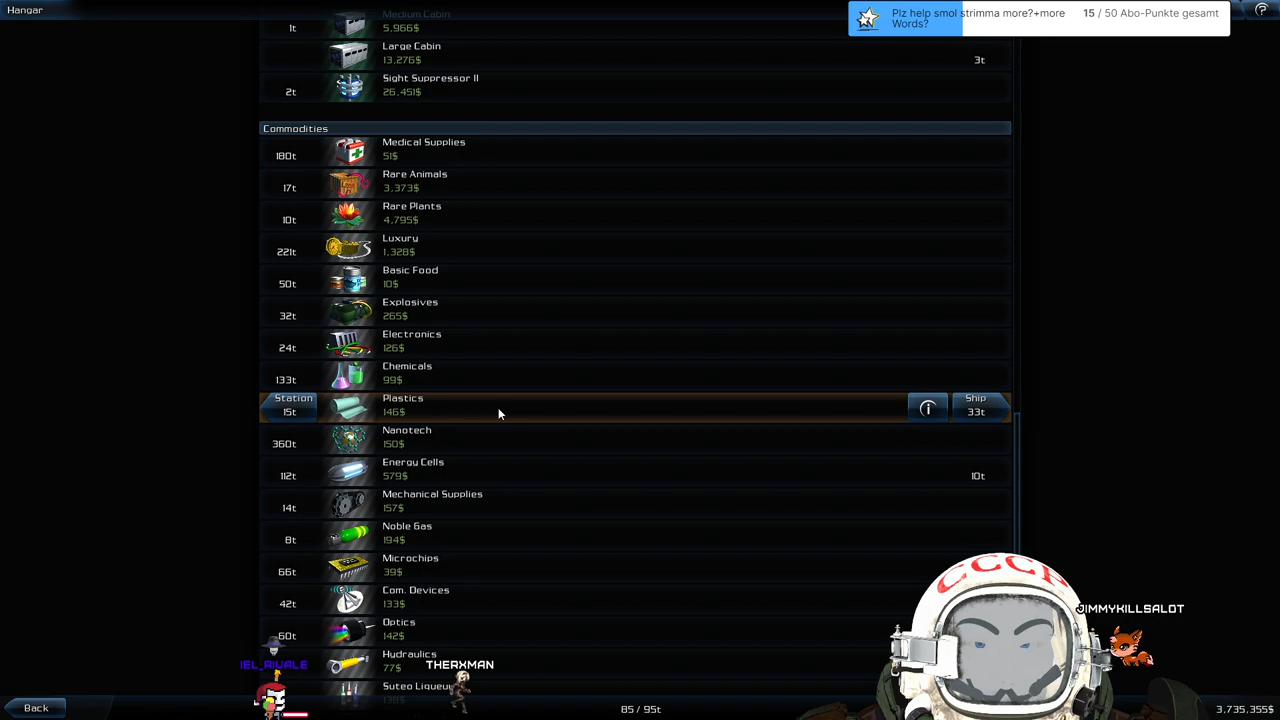 Hangar
Plz help smol strimma more?+more
Words?
15 / 50 Abo-Punkte gesamt
Medium Cabin
1t 5,966$
Large Cabin
13,276$ 3t
Sight Suppressor II
2t 26,451$
Commodities
Medical Supplies
180t 51$
Rare Animals
17t 3,373$
Rare Plants
10t 4,795$
Luxury
221t 1,328$
Basic Food
50t 10$
Explosives
32t 265$
Electronics
24t 126$
Chemicals
133t 99$
Station Plastics Ship
15t 146$ i 33t
Nanotech
360t 150$
Energy Cells
112t 579$ 10t
Mechanical Supplies
14t 157$
Noble Gas
8t 194$
Microchips
66t 39$
Com. Devices
42t 133$
Optics
60t 142$
Hydraulics
77$
Suteo Liqueur
CCCP
JIMMYKILLSALOT
IEL_RIVALE
THERXMAN
Back
85 / 95t
3.735.355$
?